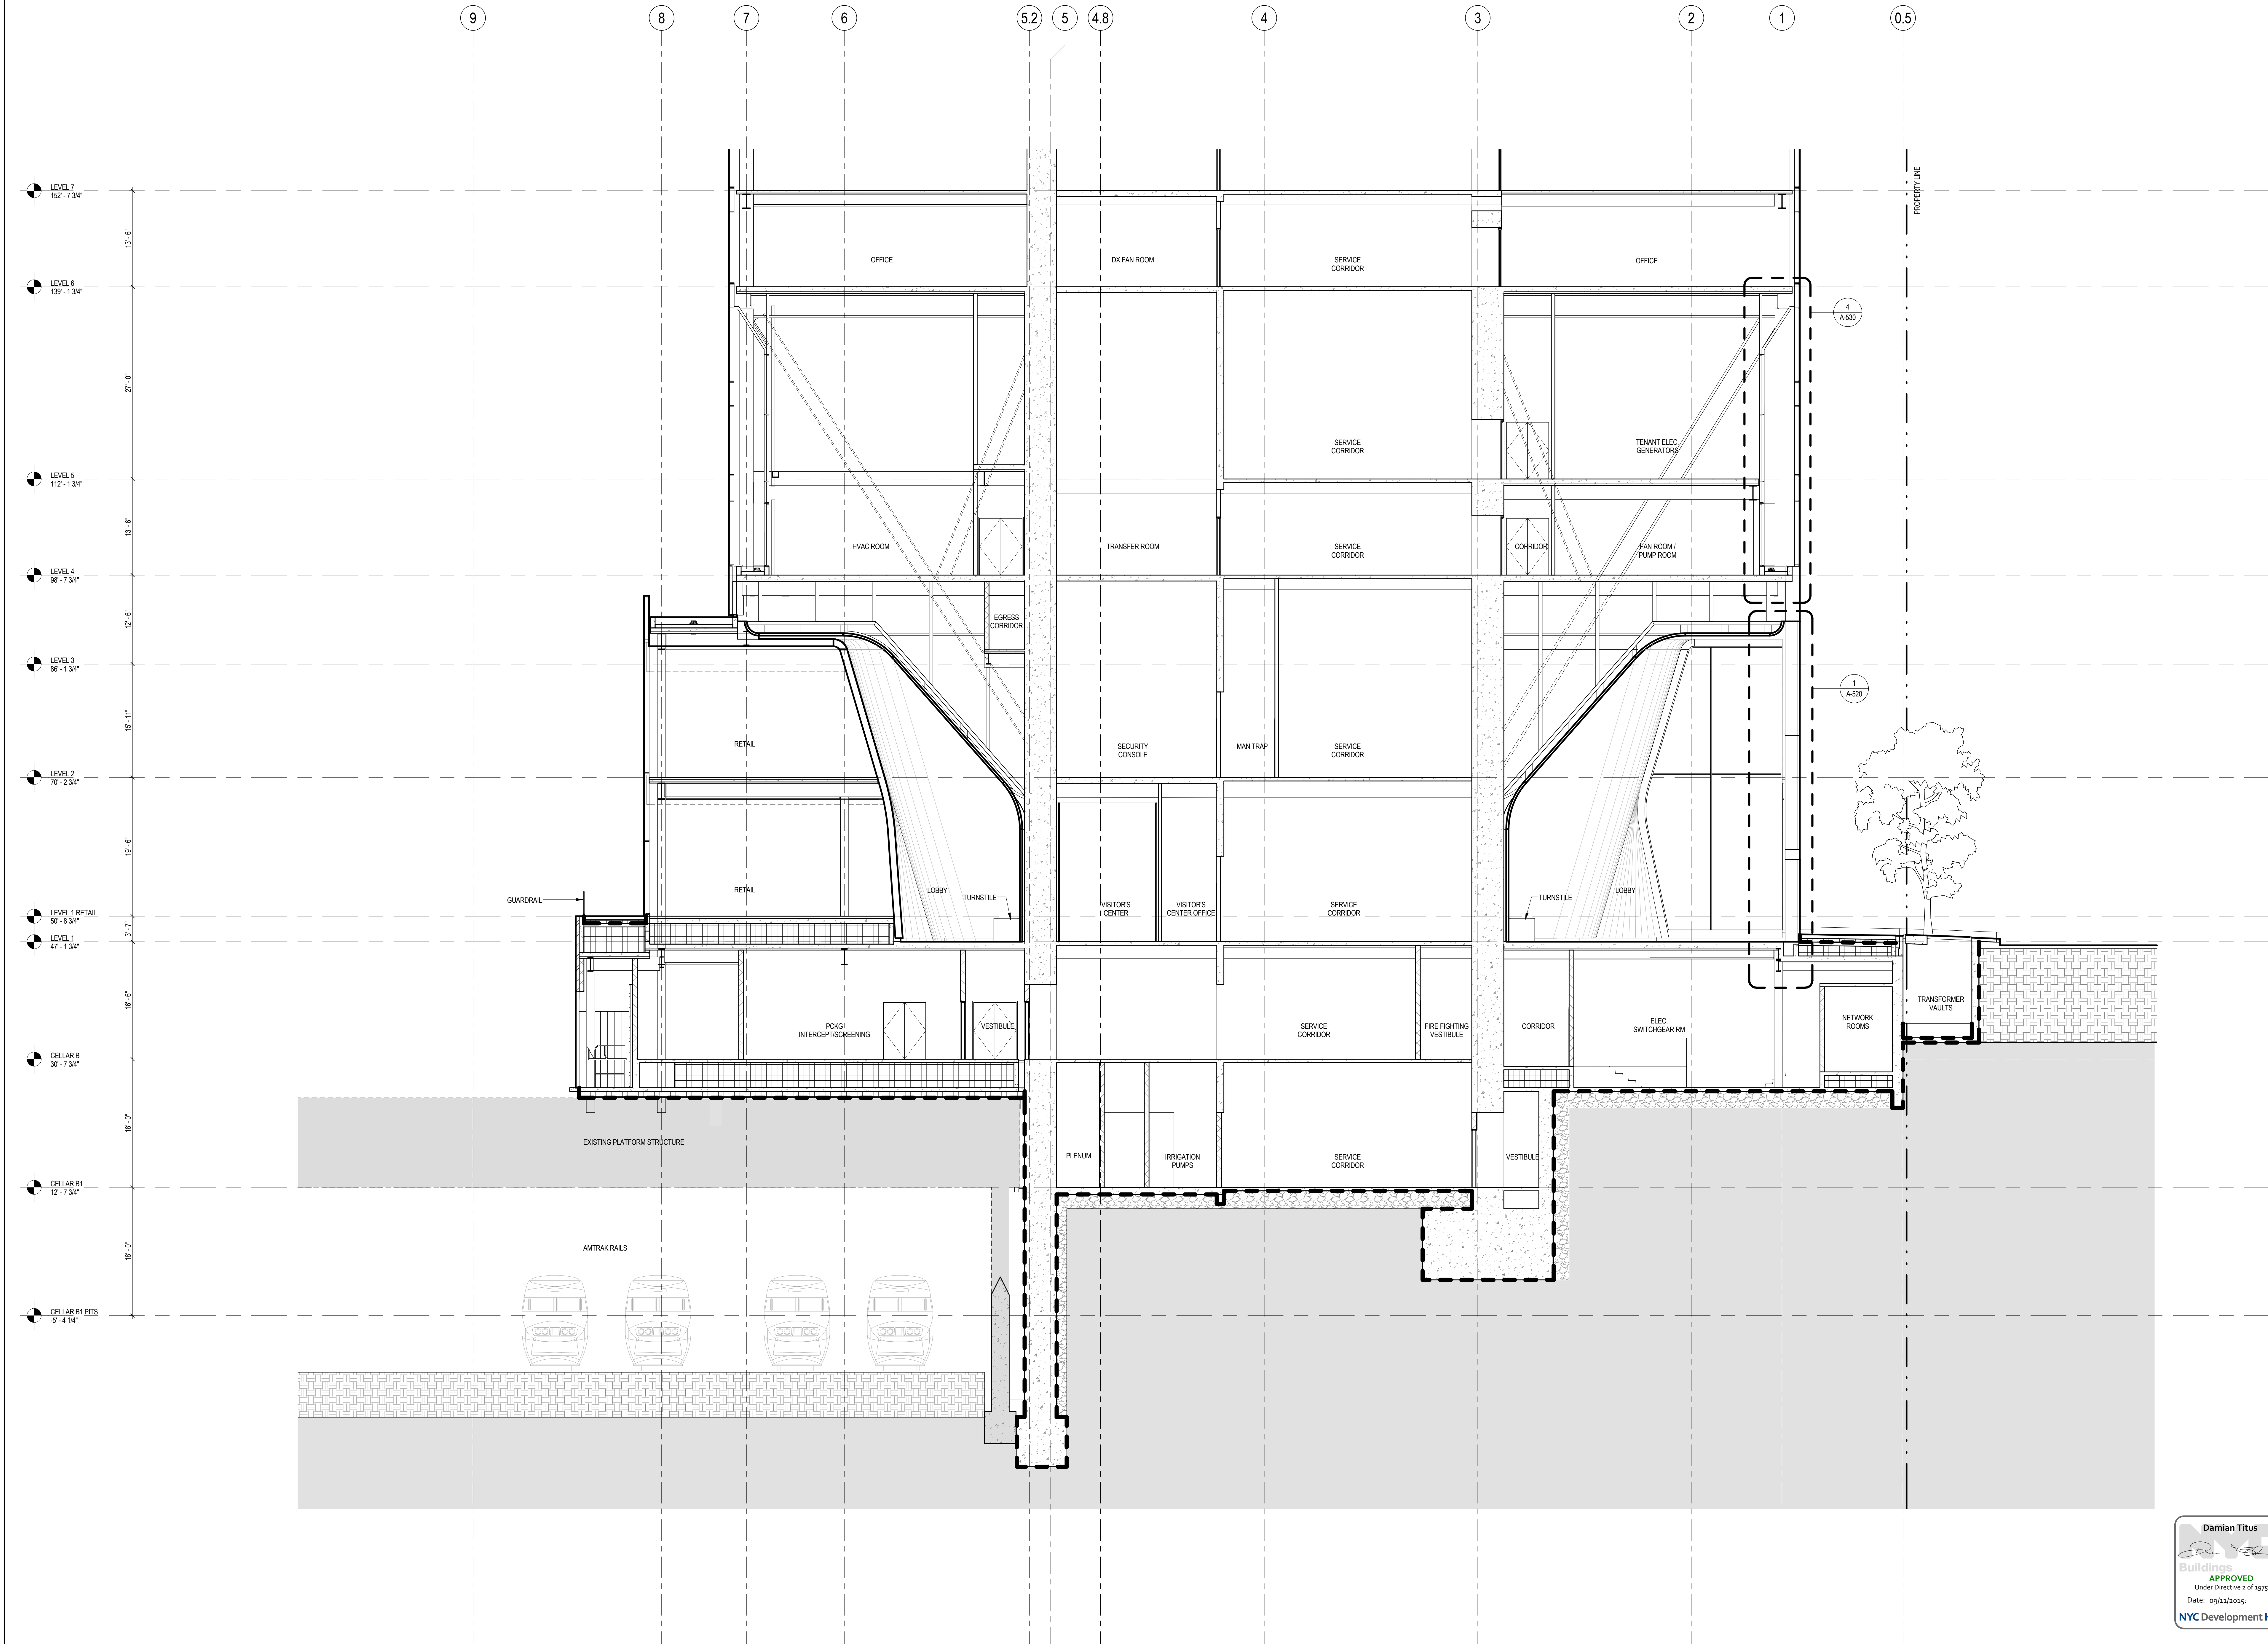 9
8
7
6
5.2
5
4.8
4
3
2
1
0.5
LEVEL 7
152' - 7 3/4"
PROPERTY LINE
13' - 6"
OFFICE
DX FAN ROOM
SERVICE
CORRIDOR
OFFICE
LEVEL 6
139' - 1 3/4"
4
A-530
27' - 0"
SERVICE
CORRIDOR
TENANT ELEC.
GENERATORS
LEVEL 5
112' - 1 3/4"
13' - 6"
HVAC ROOM
TRANSFER ROOM
SERVICE
CORRIDOR
CORRIDOR
FAN ROOM /
PUMP ROOM
LEVEL 4
98' - 7 3/4"
12' - 6"
EGRESS
CORRIDOR
LEVEL 3
86' - 1 3/4"
1
A-520
15' - 11"
RETAIL
SECURITY
CONSOLE
MAN TRAP
SERVICE
CORRIDOR
LEVEL 2
70' - 2 3/4"
19' - 6"
RETAIL
LOBBY
TURNSTILE
GUARDRAIL
VISITOR'S
CENTER
VISITOR'S
CENTER OFFICE
SERVICE
CORRIDOR
TURNSTILE
LOBBY
LEVEL 1 RETAIL
50' - 8 3/4"
3' - 7"
LEVEL 1
47' - 1 3/4"
16' - 6"
PCKG
INTERCEPT/SCREENING
VESTIBULE
SERVICE
CORRIDOR
FIRE FIGHTING
VESTIBULE
CORRIDOR
ELEC.
SWITCHGEAR RM
NETWORK
ROOMS
TRANSFORMER
VAULTS
CELLAR B
30' - 7 3/4"
18' - 0"
EXISTING PLATFORM STRUCTURE
PLENUM
IRRIGATION
PUMPS
SERVICE
CORRIDOR
VESTIBULE
CELLAR B1
12' - 7 3/4"
18' - 0"
AMTRAK RAILS
CELLAR B1 PITS
-5' - 4 1/4"
Damian Titus
NYC
Buildings
APPROVED
Under Directive 2 of 1975
Date: 09/11/2015:
NYC Development